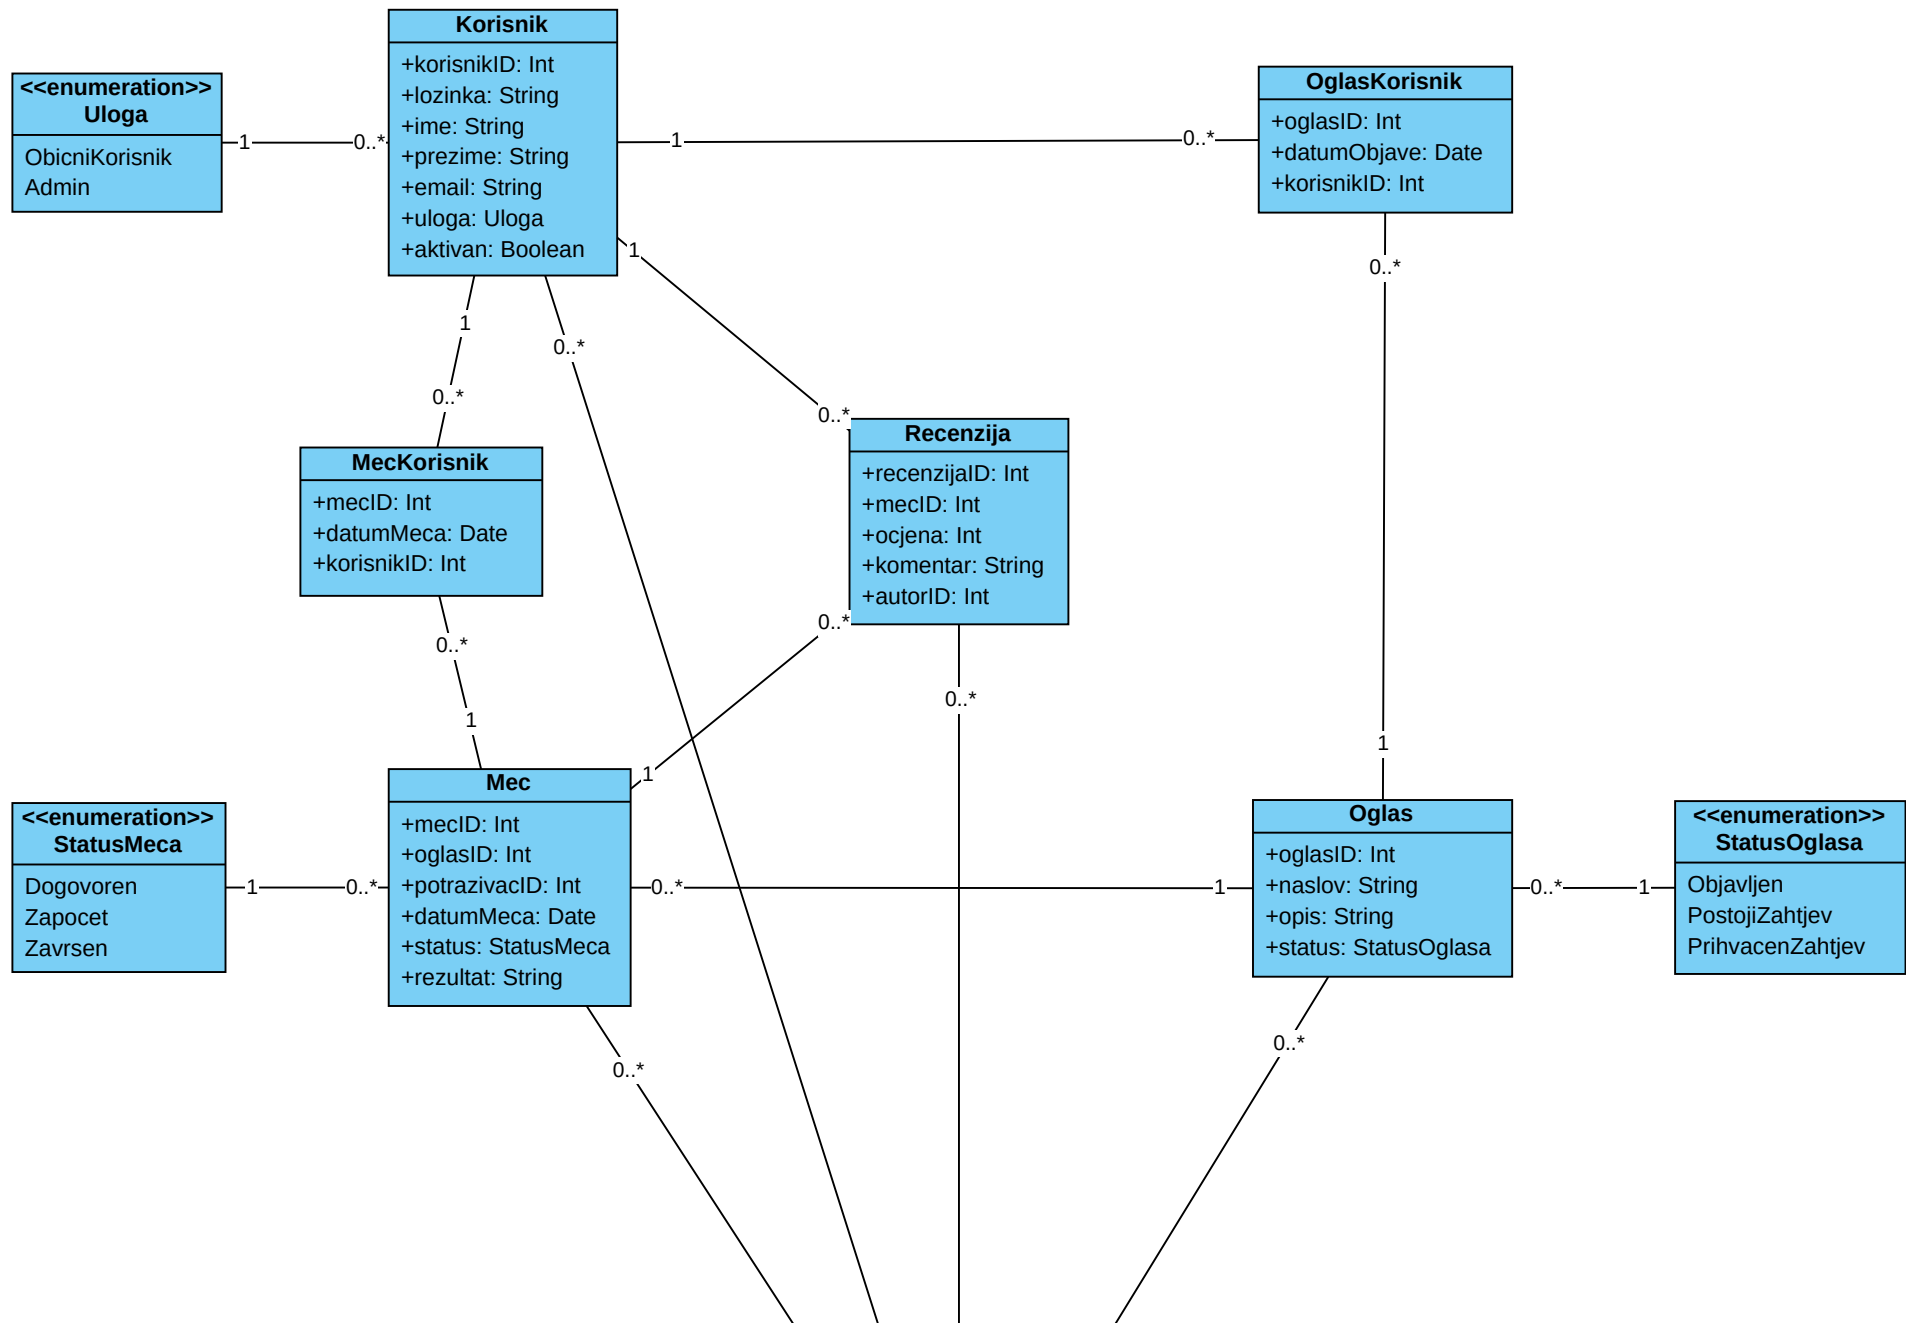 Korisnik
+korisnikID: Int
+lozinka: String
+ime: String
+prezime: String
+email: String
+uloga: Uloga
+aktivan: Boolean
<<enumeration>>
Uloga
ObicniKorisnik
Admin
1
0..*
1
0..*
OglasKorisnik
+oglasID: Int
+datumObjave: Date
+korisnikID: Int
1
0..*
1
0..*
0..*
0..*
1
MecKorisnik
+mecID: Int
+datumMeca: Date
+korisnikID: Int
Recenzija
+recenzijaID: Int
+mecID: Int
+ocjena: Int
+komentar: String
+autorID: Int
0..*
1
0..*
1
0..*
<<enumeration>>
StatusMeca
Dogovoren
Zapocet
Zavrsen
1
0..*
Mec
+mecID: Int
+oglasID: Int
+potrazivacID: Int
+datumMeca: Date
+status: StatusMeca
+rezultat: String
0..*
1
Oglas
+oglasID: Int
+naslov: String
+opis: String
+status: StatusOglasa
0..*
1
<<enumeration>>
StatusOglasa
Objavljen
PostojiZahtjev
PrihvacenZahtjev
0..*
0..*